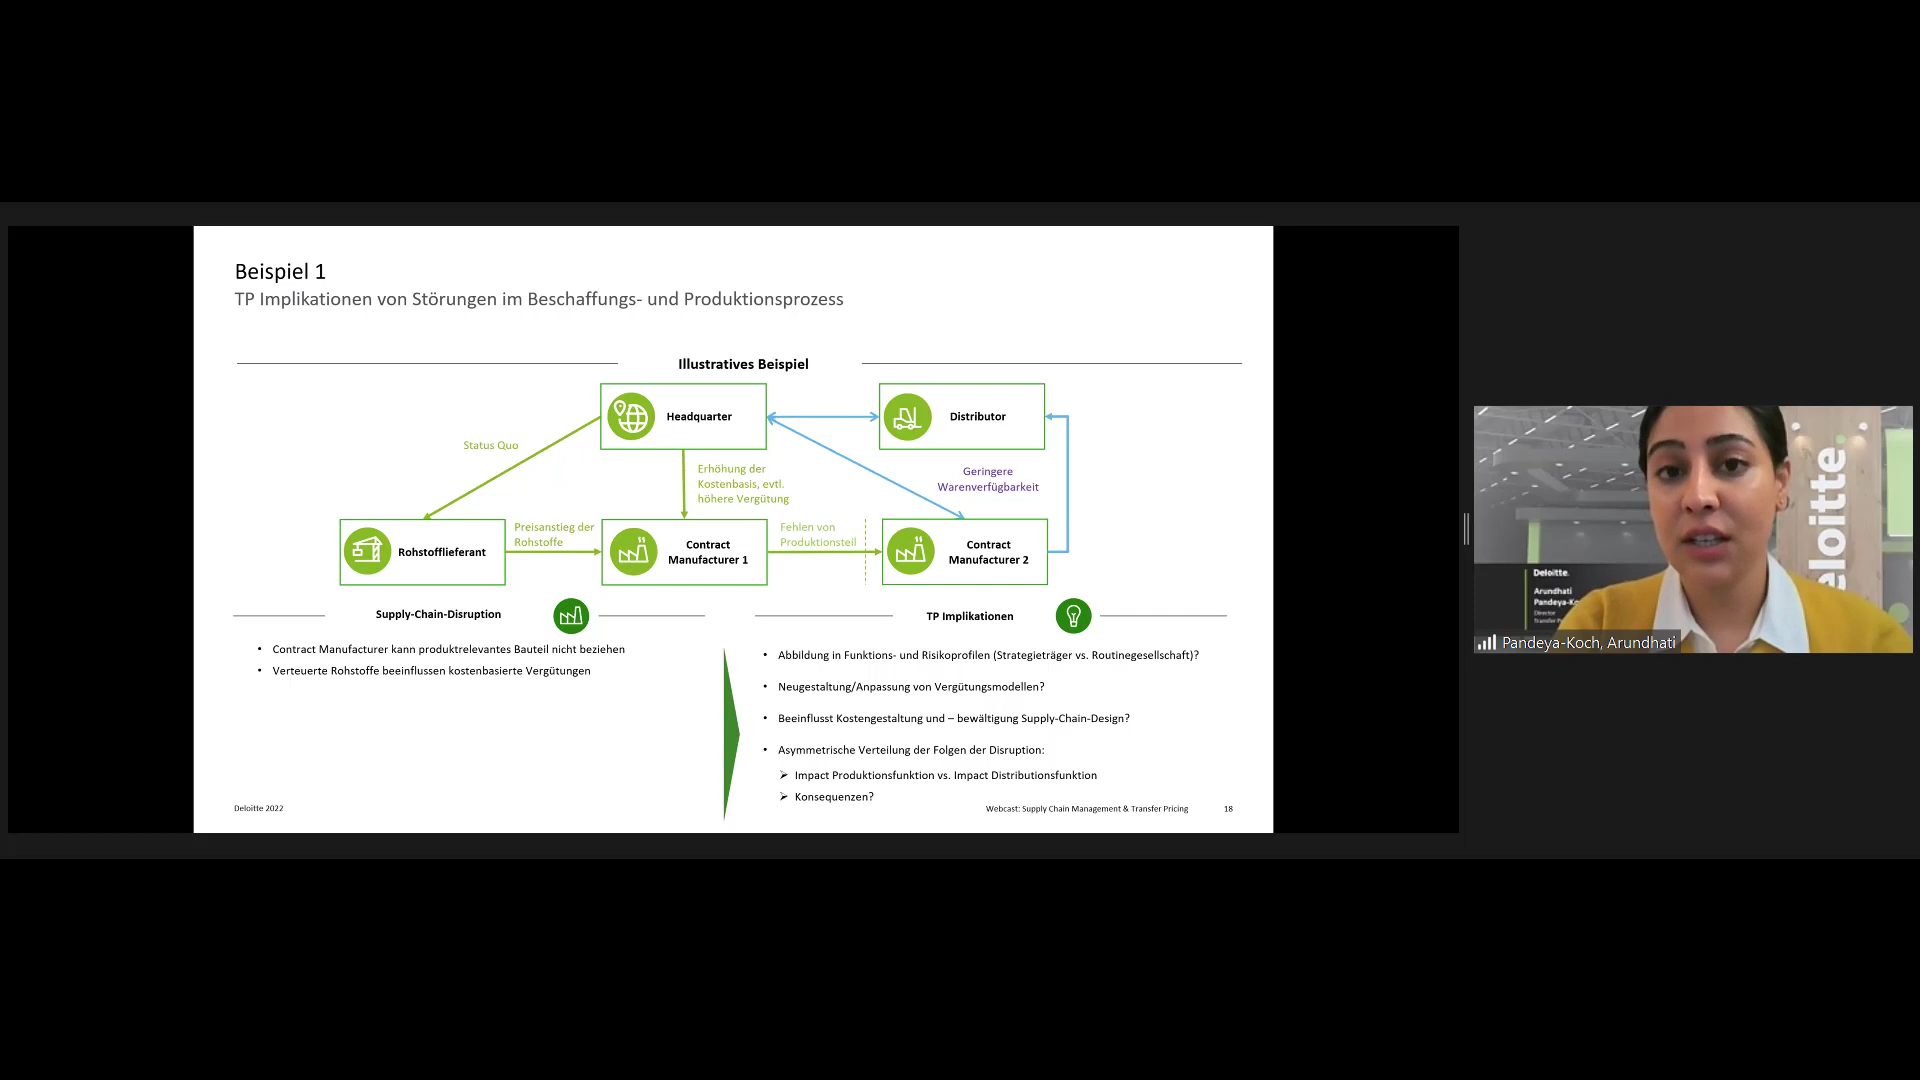 Beispiel 1
TP Implikationen von Störungen im Beschaffungs- und Produktionsprozess
Illustratives Beispiel
Headquarter
Distributor
Status Quo
Erhöhung der
Kostenbasis, evtl.
höhere Vergütung
Geringere
Warenverfügbarkeit
Rohstofflieferant
Preisanstieg der
Rohstoffe
Contract
Manufacturer 1
Fehlen von
Produktionsteil
Contract
Manufacturer 2
Supply-Chain-Disruption
• Contract Manufacturer kann produktrelevantes Bauteil nicht beziehen
• Verteuerte Rohstoffe beeinflussen kostenbasierte Vergütungen
TP Implikationen
• Abbildung in Funktions- und Risikoprofilen (Strategieträger vs. Routinegesellschaft)?
• Neugestaltung/Anpassung von Vergütungsmodellen?
• Beeinflusst Kostengestaltung und – bewältigung Supply-Chain-Design?
• Asymmetrische Verteilung der Folgen der Disruption:
➢ Impact Produktionsfunktion vs. Impact Distributionsfunktion
➢ Konsequenzen?
Deloitte 2022
Webcast: Supply Chain Management & Transfer Pricing
18
eloitte.
Deloitte.
Arundhati
Pandeya-Ko
Director
Pandeya-Koch, Arundhati